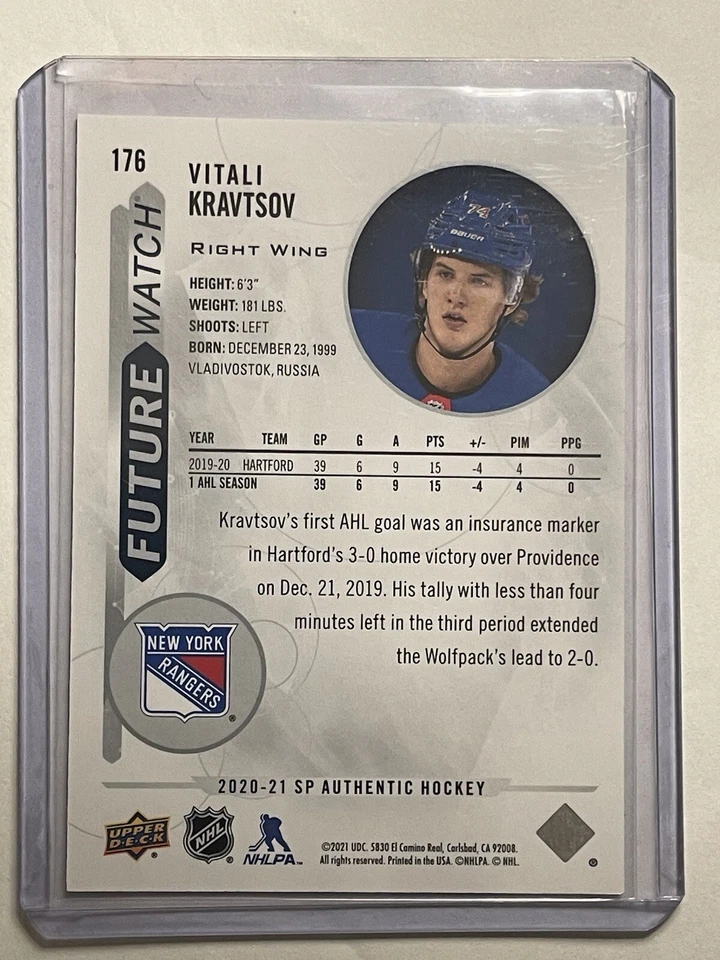 176
VITALI
KRAVTSOV
RIGHT WING
HEIGHT: 6'3"
WEIGHT: 181 LBS.
SHOOTS: LEFT
BORN: DECEMBER 23, 1999
VLADIVOSTOK, RUSSIA
74
BAUER
FUTURE WATCH®
YEAR TEAM GP G A PTS +/- PIM PPG
2019-20 HARTFORD 39 6 9 15 -4 4 0
1 AHL SEASON 39 6 9 15 -4 4 0
Kravtsov's first AHL goal was an insurance marker
in Hartford's 3-0 home victory over Providence
on Dec. 21, 2019. His tally with less than four
minutes left in the third period extended
the Wolfpack's lead to 2-0.
NEW YORK
RANGERS
®
2020-21 SP AUTHENTIC HOCKEY
UPPER
D·E·C·K
®
NHL
®
NHLPA™
©2021 UDC. 5830 El Camino Real, Carlsbad, CA 92008.
All rights reserved. Printed in the USA. ©NHLPA. © NHL.